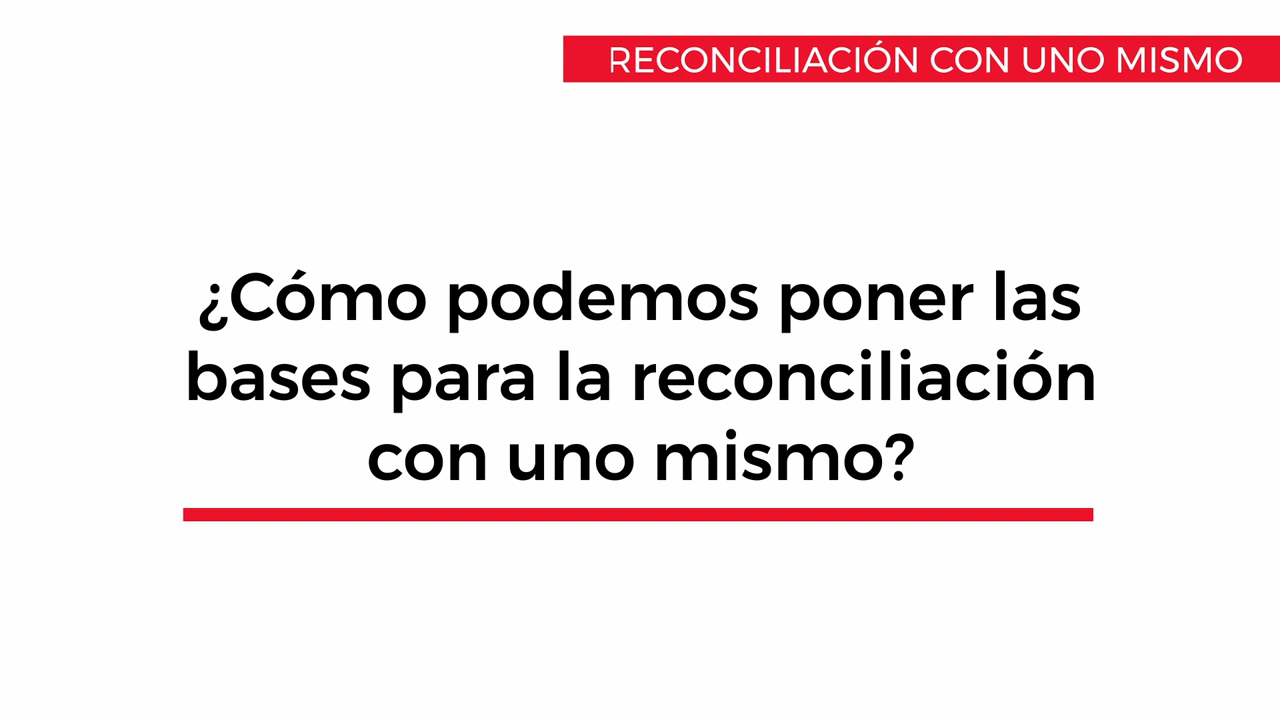 RECONCILIACIÓN CON UNO MISMO
¿Cómo podemos poner las
bases para la reconciliación
con uno mismo?